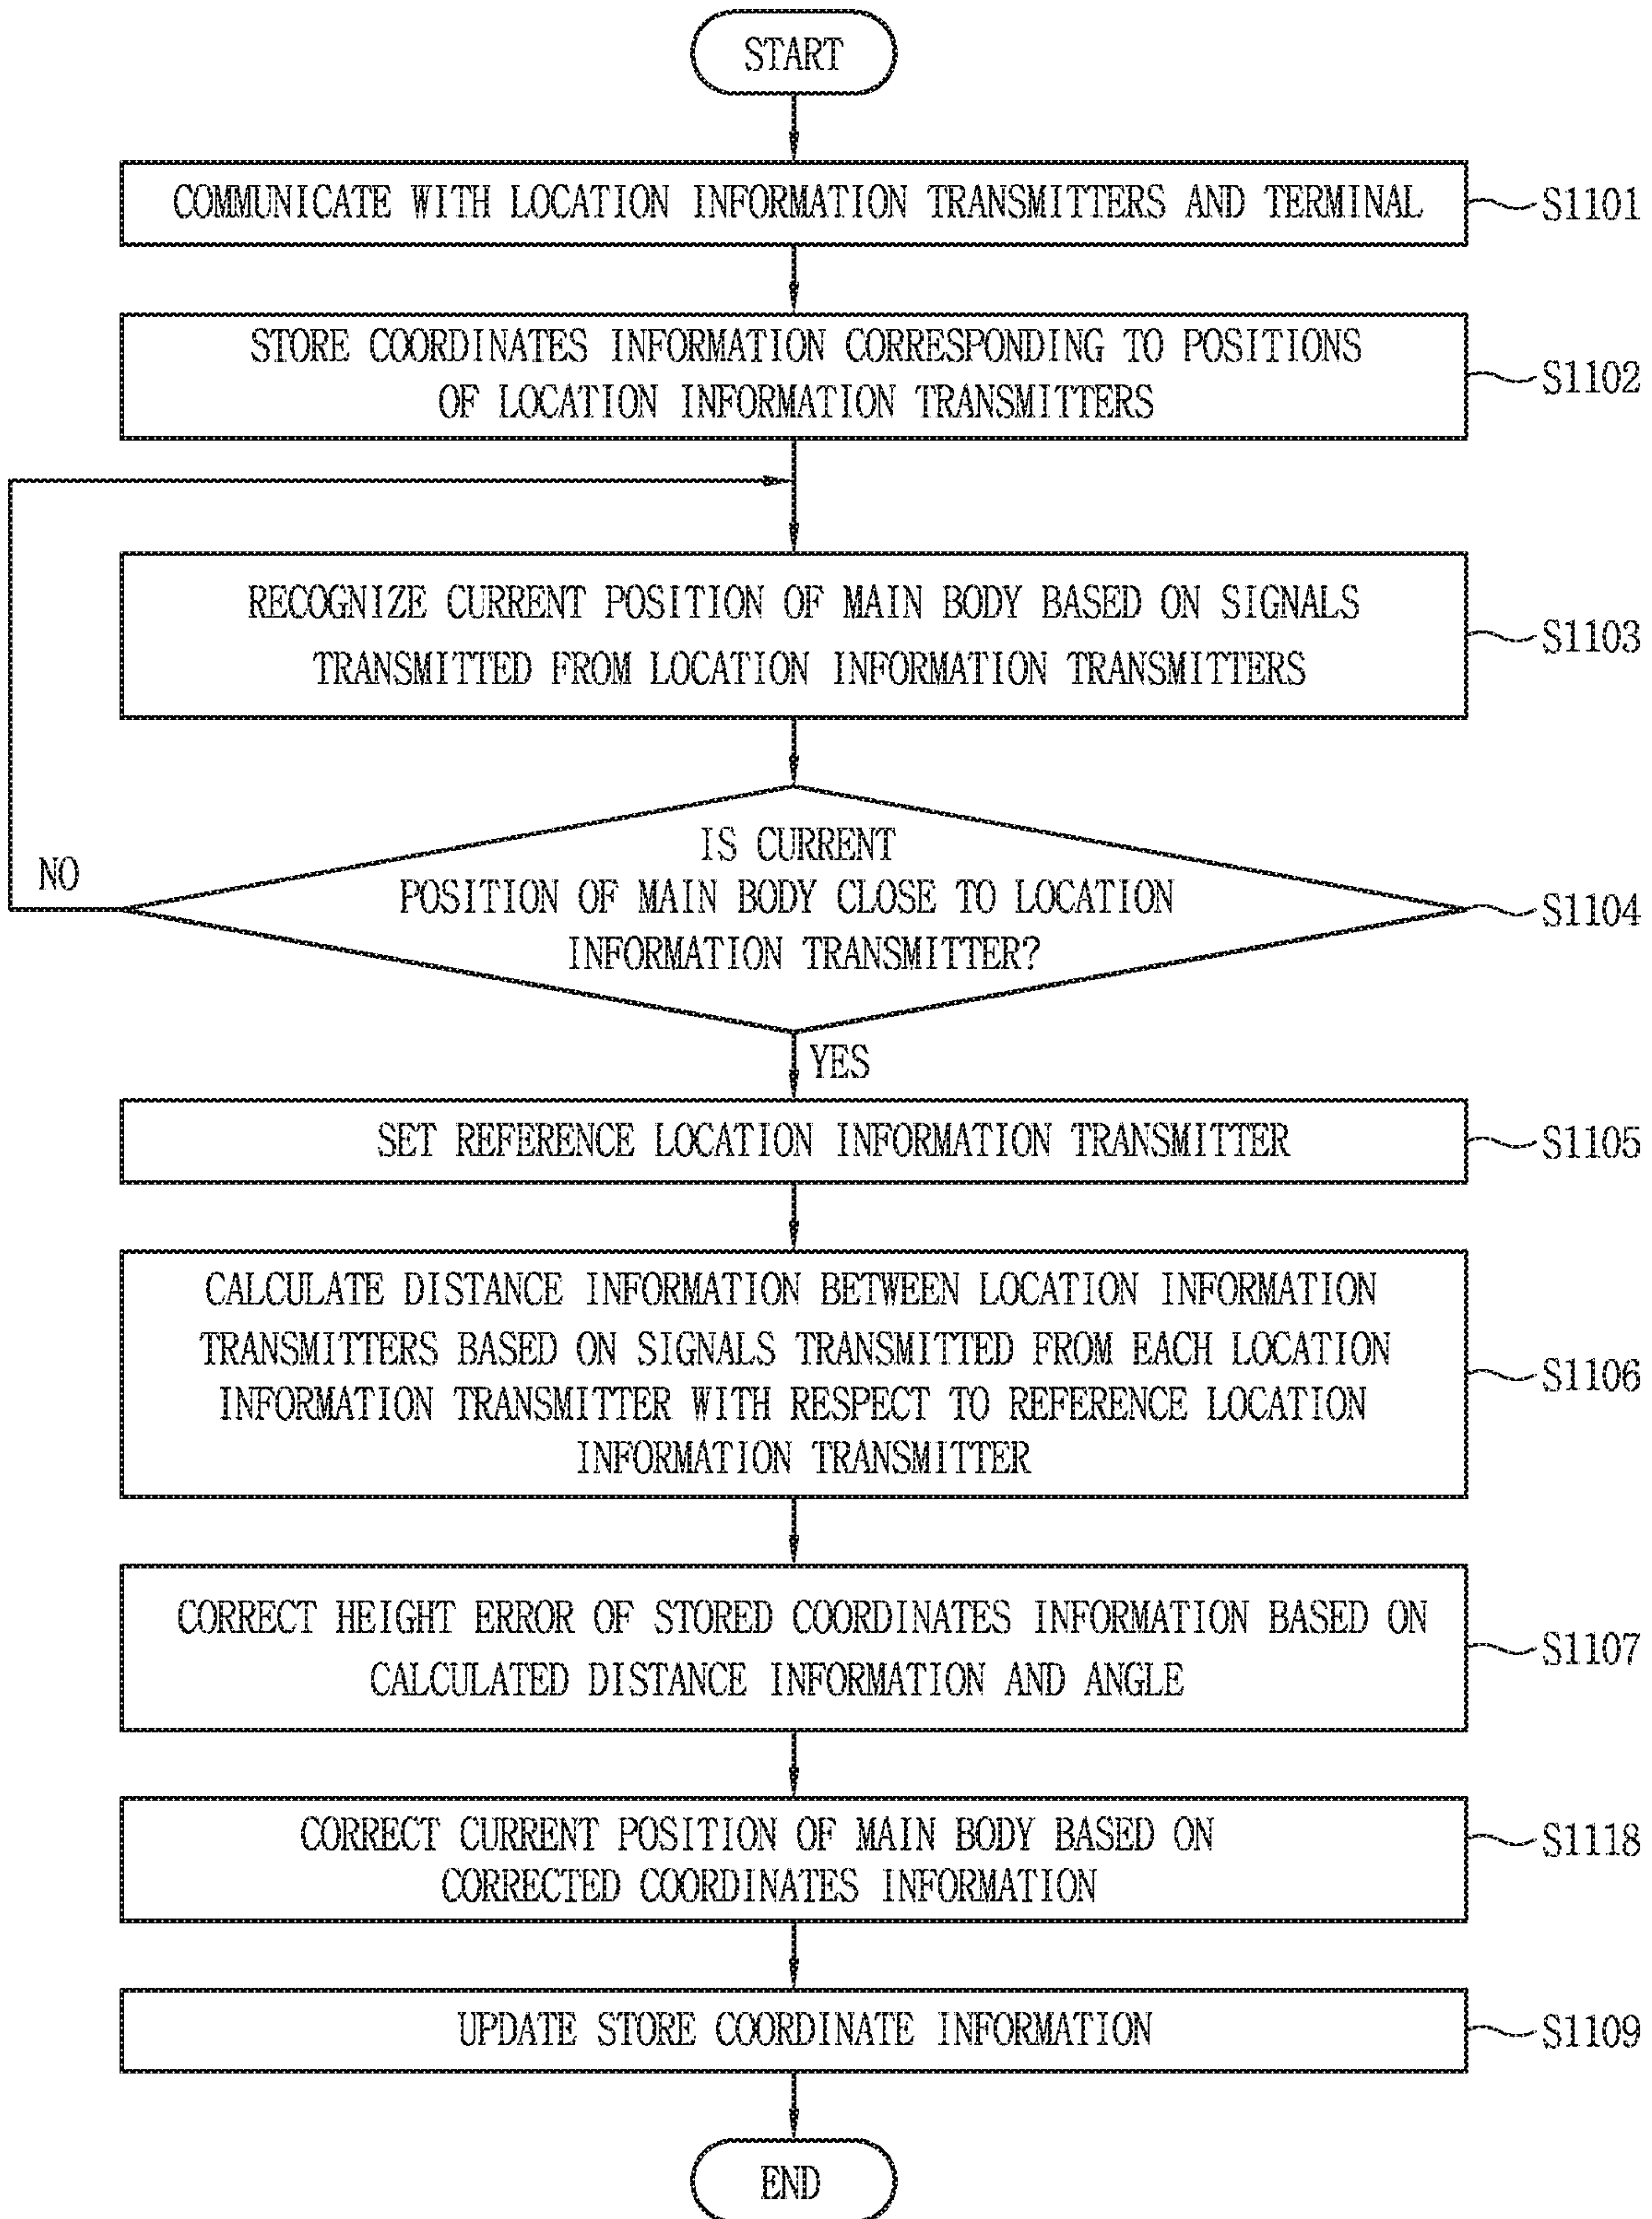 START
COMMUNICATE WITH LOCATION INFORMATION TRANSMITTERS AND TERMINAL
S1101
STORE COORDINATES INFORMATION CORRESPONDING TO POSITIONS
OF LOCATION INFORMATION TRANSMITTERS
S1102
RECOGNIZE CURRENT POSITION OF MAIN BODY BASED ON SIGNALS
TRANSMITTED FROM LOCATION INFORMATION TRANSMITTERS
S1103
IS CURRENT
POSITION OF MAIN BODY CLOSE TO LOCATION
INFORMATION TRANSMITTER?
S1104
NO
YES
SET REFERENCE LOCATION INFORMATION TRANSMITTER
S1105
CALCULATE DISTANCE INFORMATION BETWEEN LOCATION INFORMATION
TRANSMITTERS BASED ON SIGNALS TRANSMITTED FROM EACH LOCATION
INFORMATION TRANSMITTER WITH RESPECT TO REFERENCE LOCATION
INFORMATION TRANSMITTER
S1106
CORRECT HEIGHT ERROR OF STORED COORDINATES INFORMATION BASED ON
CALCULATED DISTANCE INFORMATION AND ANGLE
S1107
CORRECT CURRENT POSITION OF MAIN BODY BASED ON
CORRECTED COORDINATES INFORMATION
S1118
UPDATE STORE COORDINATE INFORMATION
S1109
END